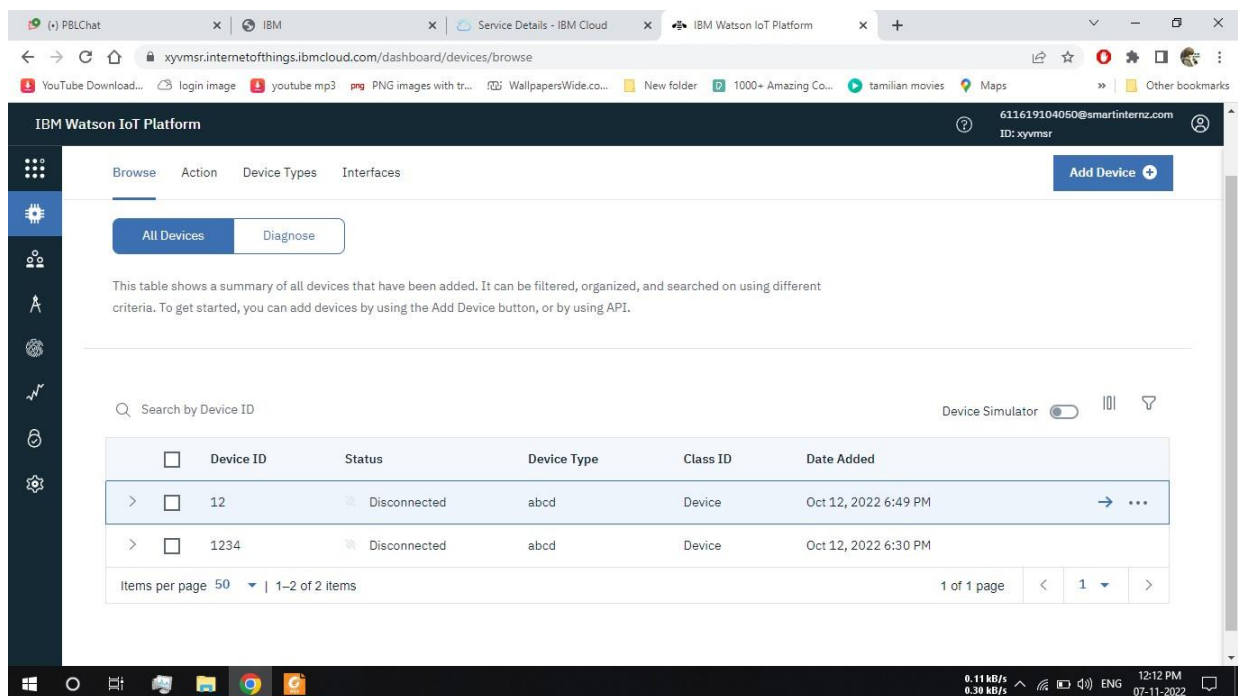 (•) PBLChat
IBM
Service Details - IBM Cloud
IBM Watson IoT Platform
xyvmsr.internetofthings.ibmcloud.com/dashboard/devices/browse
YouTube Download... login image youtube mp3 png PNG images with tr... WallpapersWide.co... New folder 1000+ Amazing Co... tamilian movies Maps » Other bookmarks
IBM Watson IoT Platform
611619104050@smartinternz.com
ID: xyvmsr
Browse Action Device Types Interfaces Add Device
All Devices Diagnose
This table shows a summary of all devices that have been added. It can be filtered, organized, and searched on using different
criteria. To get started, you can add devices by using the Add Device button, or by using API.
Search by Device ID Device Simulator
Device ID Status Device Type Class ID Date Added
12 Disconnected abcd Device Oct 12, 2022 6:49 PM
1234 Disconnected abcd Device Oct 12, 2022 6:30 PM
Items per page 50 | 1–2 of 2 items 1 of 1 page 1
0.11 kB/s
0.30 kB/s
ENG
12:12 PM
07-11-2022